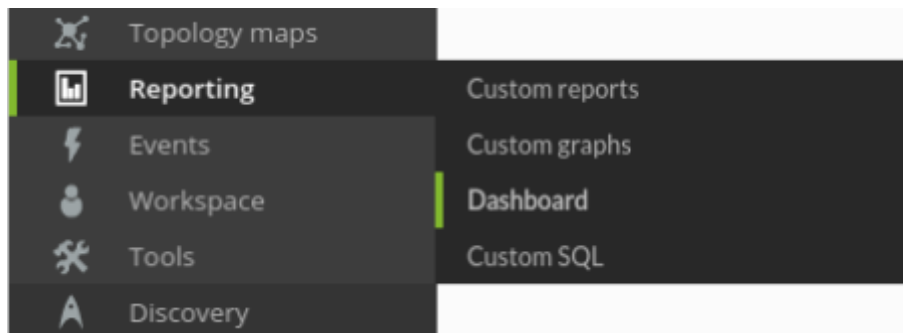 Topology maps
Reporting
Events
Workspace
Tools
Discovery
Custom reports
Custom graphs
Dashboard
Custom SQL